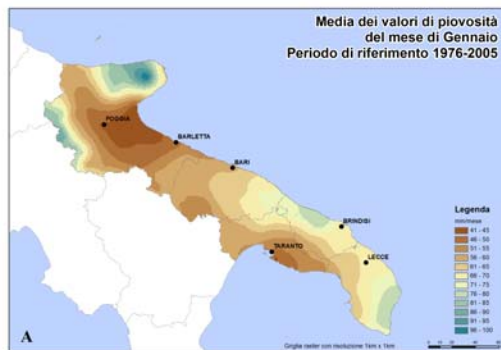 Media dei valori di piovosità
del mese di Gennaio
Periodo di riferimento 1976-2005
FOGGIA
BARLETTA
BARI
BRINDISI
TARANTO
LECCE
Legenda
mm/mese
41 - 45
46 - 50
51 - 55
56 - 60
61 - 65
66 - 70
71 - 75
76 - 80
81 - 85
86 - 90
91 - 95
96 - 100
A
Griglia raster con risoluzione 1km x 1km